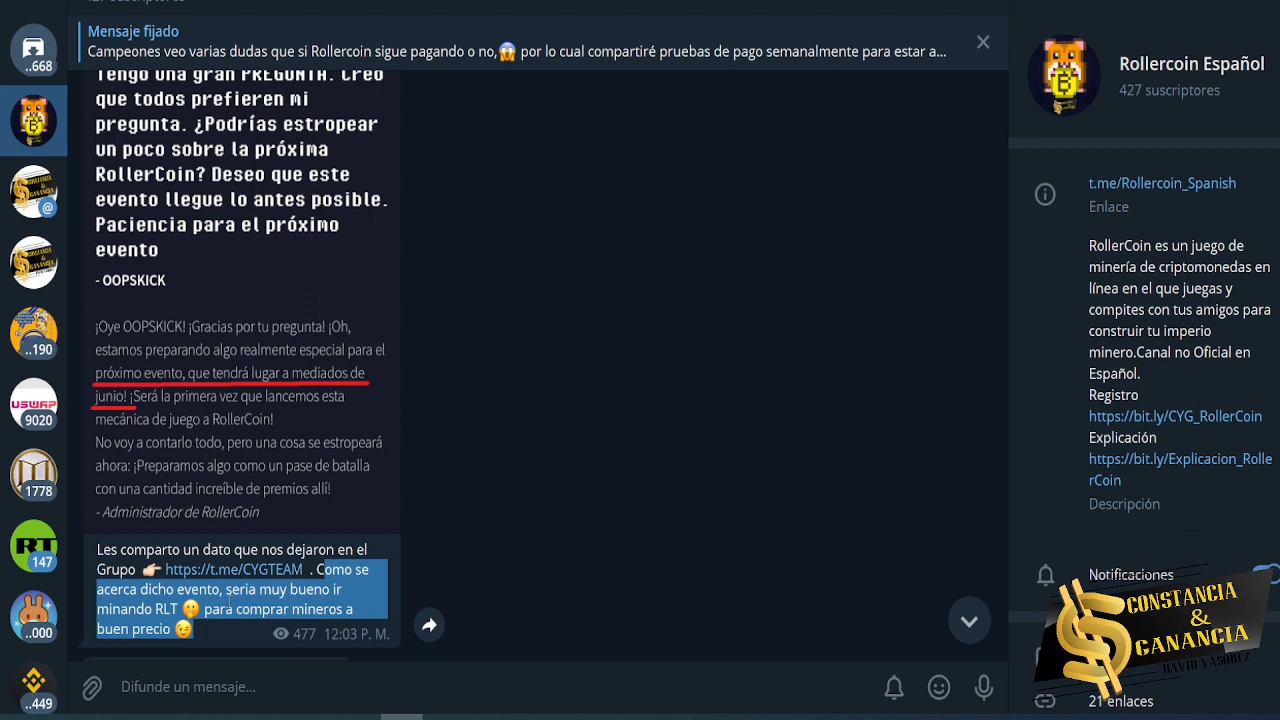 ..668
@
..190
USWAP
9020
1778
RT
147
..000
..449
Mensaje fijado
Campeones veo varias dudas que si Rollercoin sigue pagando o no,😱 por lo cual compartiré pruebas de pago semanalmente para estar a...
Tengo una gran PREGUNTA. Creo
que todos prefieren mi
pregunta. ¿Podrías estropear
un poco sobre la próxima
RollerCoin? Deseo que este
evento llegue lo antes posible.
Paciencia para el próximo
evento
- OOPSKICK
¡Oye OOPSKICK! ¡Gracias por tu pregunta! ¡Oh,
estamos preparando algo realmente especial para el
próximo evento, que tendrá lugar a mediados de
junio! ¡Será la primera vez que lancemos esta
mecánica de juego a RollerCoin!
No voy a contarlo todo, pero una cosa se estropeará
ahora: ¡Preparamos algo como un pase de batalla
con una cantidad increíble de premios allí!
- Administrador de RollerCoin
Les comparto un dato que nos dejaron en el
Grupo 👉🏻 https://t.me/CYGTEAM . Como se
acerca dicho evento, seria muy bueno ir
minando RLT 🤫 para comprar mineros a
buen precio 😉
477 12:03 P. M.
Difunde un mensaje...
Rollercoin Español
427 suscriptores
t.me/Rollercoin_Spanish
Enlace
RollerCoin es un juego de
minería de criptomonedas en
línea en el que juegas y
compites con tus amigos para
construir tu imperio
minero.Canal no Oficial en
Español.
Registro
https://bit.ly/CYG_RollerCoin
Explicación
https://bit.ly/Explicacion_Rolle
rCoin
Descripción
Notificaciones
CONSTANCIA
&
GANANCIA
DAVID VASQUEZ
21 enlaces